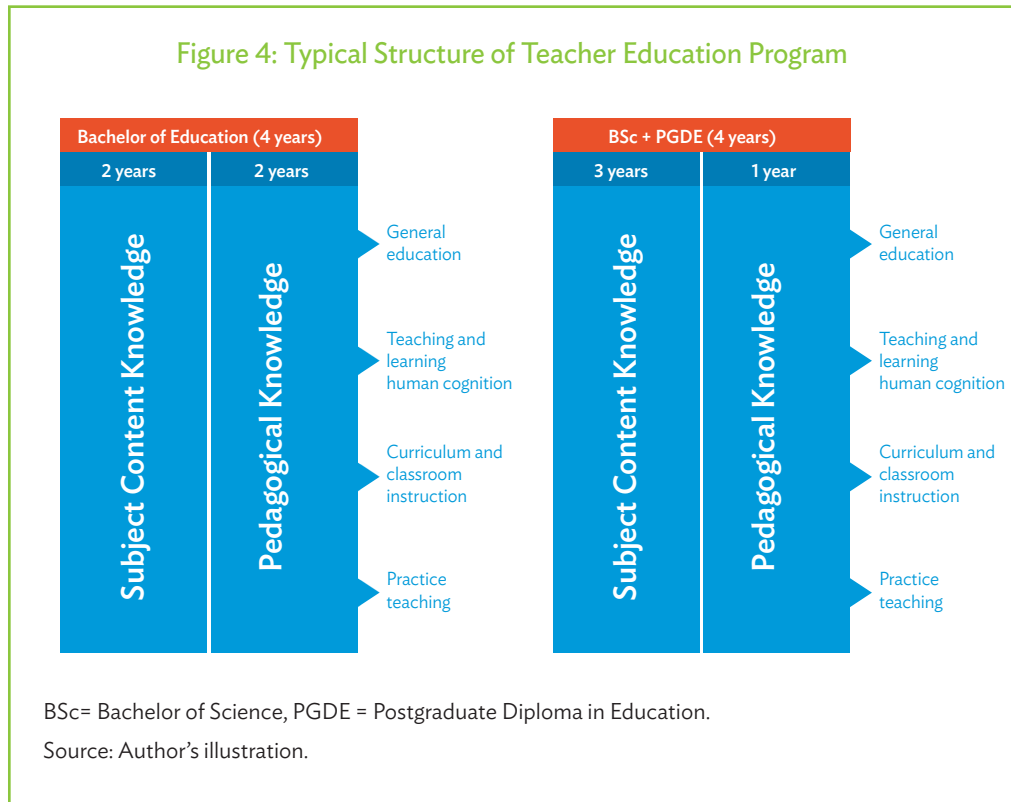 Figure 4: Typical Structure of Teacher Education Program
Bachelor of Education (4 years)
2 years
2 years
Subject Content Knowledge
Pedagogical Knowledge
General
education
Teaching and
learning
human cognition
Curriculum and
classroom
instruction
Practice
teaching
BSc + PGDE (4 years)
3 years
1 year
Subject Content Knowledge
Pedagogical Knowledge
General
education
Teaching and
learning
human cognition
Curriculum and
classroom
instruction
Practice
teaching
BSc= Bachelor of Science, PGDE = Postgraduate Diploma in Education.
Source: Author’s illustration.